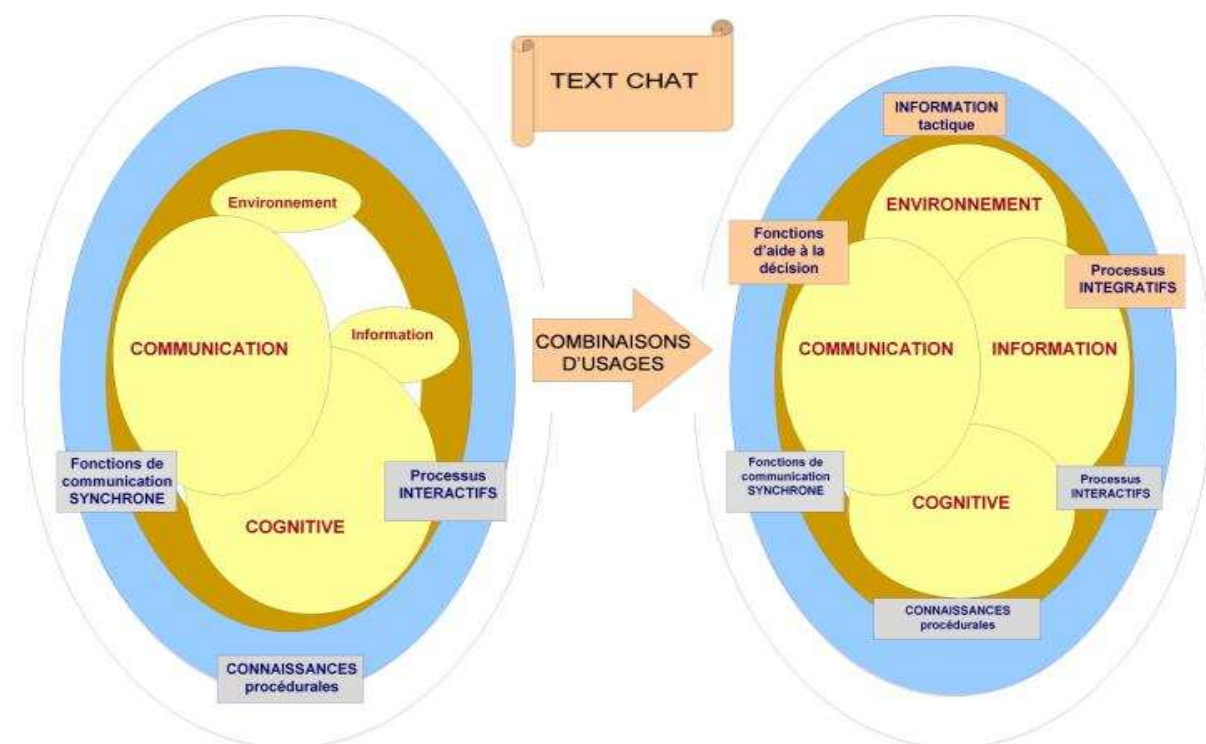 TEXT CHAT
Environnement
Information
COMMUNICATION
Fonctions de
communication
SYNCHRONE
Processus
INTERACTIFS
COGNITIVE
CONNAISSANCES
procédurales
COMBINAISONS
D'USAGES
INFORMATION
tactique
ENVIRONNEMENT
Fonctions
d'aide à la
décision
Processus
INTEGRATIFS
COMMUNICATION
INFORMATION
Fonctions de
communication
SYNCHRONE
Processus
INTERACTIFS
COGNITIVE
CONNAISSANCES
procédurales